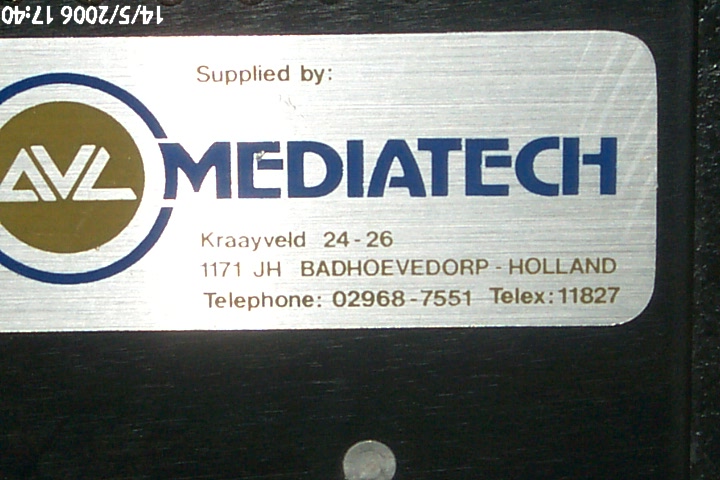 14/5/2006 17:40
Supplied by:
AVL
MEDIATECH
Kraayveld 24-26
1171 JH BADHOEVEDORP - HOLLAND
Telephone: 02968-7551 Telex: 11827